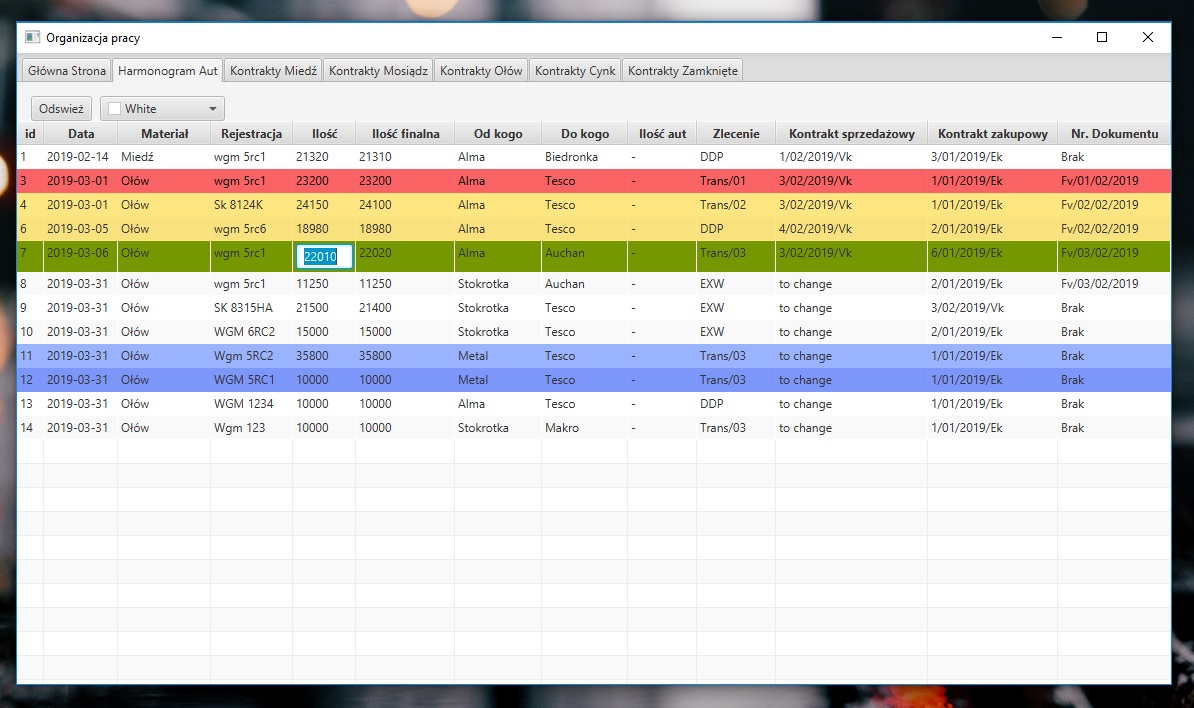 Organizacja pracy
Główna Strona Harmonogram Aut Kontrakty Miedź Kontrakty Mosiądz Kontrakty Ołów Kontrakty Cynk Kontrakty Zamknięte
Odswież White
id Data Materiał Rejestracja Ilość Ilość finalna Od kogo Do kogo Ilość aut Zlecenie Kontrakt sprzedażowy Kontrakt zakupowy Nr. Dokumentu
1 2019-02-14 Miedź wgm 5rc1 21320 21310 Alma Biedronka - DDP 1/02/2019/Vk 3/01/2019/Ek Brak
3 2019-03-01 Ołów wgm 5rc1 23200 23200 Alma Tesco - Trans/01 3/02/2019/Vk 1/01/2019/Ek Fv/01/02/2019
4 2019-03-01 Ołów Sk 8124K 24150 24100 Alma Tesco - Trans/02 3/02/2019/Vk 1/01/2019/Ek Fv/02/02/2019
6 2019-03-05 Ołów wgm 5rc6 18980 18980 Alma Tesco - DDP 4/02/2019/Vk 2/01/2019/Ek Fv/02/02/2019
7 2019-03-06 Ołów wgm 5rc1 22010 22020 Alma Auchan - Trans/03 3/02/2019/Vk 6/01/2019/Ek Fv/03/02/2019
8 2019-03-31 Ołów wgm 5rc1 11250 11250 Stokrotka Auchan - EXW to change 2/01/2019/Ek Fv/03/02/2019
9 2019-03-31 Ołów SK 8315HA 21500 21400 Stokrotka Tesco - EXW to change 3/02/2019/Vk Brak
10 2019-03-31 Ołów WGM 6RC2 15000 15000 Stokrotka Tesco - EXW to change 2/01/2019/Ek Brak
11 2019-03-31 Ołów Wgm 5RC2 35800 35800 Metal Tesco - Trans/03 to change 1/01/2019/Ek Brak
12 2019-03-31 Ołów WGM 5RC1 10000 10000 Metal Tesco - Trans/03 to change 1/01/2019/Ek Brak
13 2019-03-31 Ołów WGM 1234 10000 10000 Alma Tesco - DDP to change 1/01/2019/Ek Brak
14 2019-03-31 Ołów Wgm 123 10000 10000 Stokrotka Makro - Trans/03 to change 1/01/2019/Ek Brak